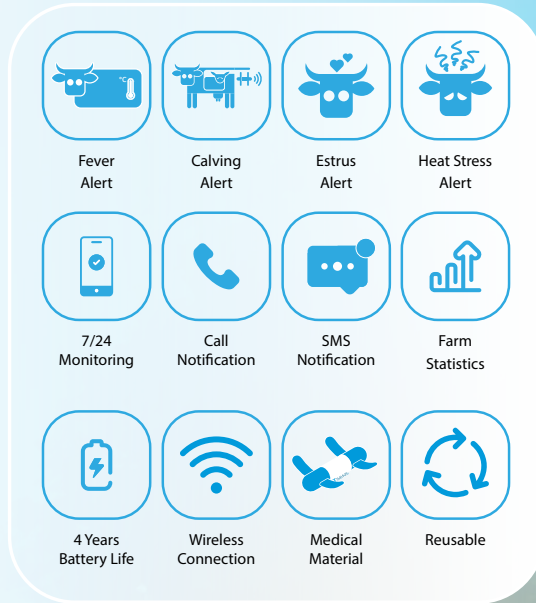 °C
Fever
Alert
Calving
Alert
Estrus
Alert
Heat Stress
Alert
7/24
Monitoring
Call
Notification
SMS
Notification
Farm
Statistics
4 Years
Battery Life
Wireless
Connection
Medical
Material
Reusable